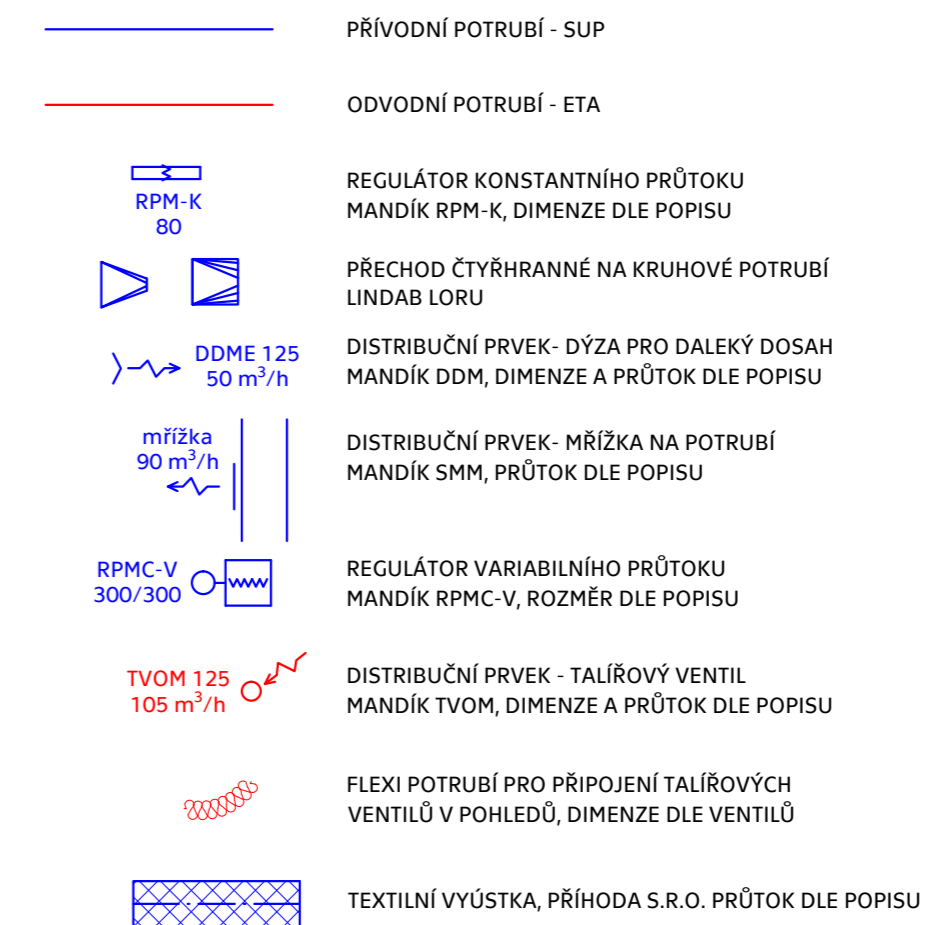 PŘÍVODNÍ POTRUBÍ - SUP
ODVODNÍ POTRUBÍ - ETA
RPM-K
80
REGULÁTOR KONSTANTNÍHO PRŮTOKU
MANDÍK RPM-K, DIMENZE DLE POPISU
PŘECHOD ČTYŘHRANNÉ NA KRUHOVÉ POTRUBÍ
LINDAB LORU
DDME 125
50 m³/h
DISTRIBUČNÍ PRVEK- DÝZA PRO DALEKÝ DOSAH
MANDÍK DDM, DIMENZE A PRŮTOK DLE POPISU
mřížka
90 m³/h
DISTRIBUČNÍ PRVEK- MŘÍŽKA NA POTRUBÍ
MANDÍK SMM, PRŮTOK DLE POPISU
RPMC-V
300/300
REGULÁTOR VARIABILNÍHO PRŮTOKU
MANDÍK RPMC-V, ROZMĚR DLE POPISU
TVOM 125
105 m³/h
DISTRIBUČNÍ PRVEK - TALÍŘOVÝ VENTIL
MANDÍK TVOM, DIMENZE A PRŮTOK DLE POPISU
FLEXI POTRUBÍ PRO PŘIPOJENÍ TALÍŘOVÝCH
VENTILŮ V POHLEDŮ, DIMENZE DLE VENTILŮ
TEXTILNÍ VYÚSTKA, PŘÍHODA S.R.O. PRŮTOK DLE POPISU